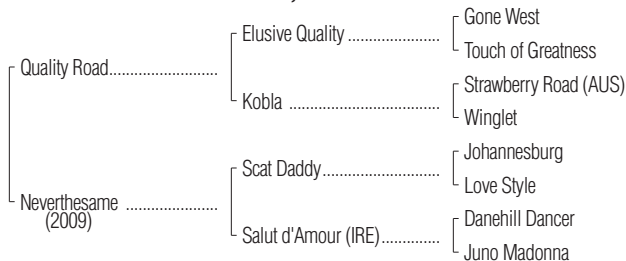 Gone West
Elusive Quality ..................
Touch of Greatness
Quality Road.......................
Strawberry Road (AUS)
Kobla ..............................
Winglet
Johannesburg
Scat Daddy.......................
Love Style
Neverthesame ...................
(2009)
Danehill Dancer
Salut d'Amour (IRE)..............
Juno Madonna